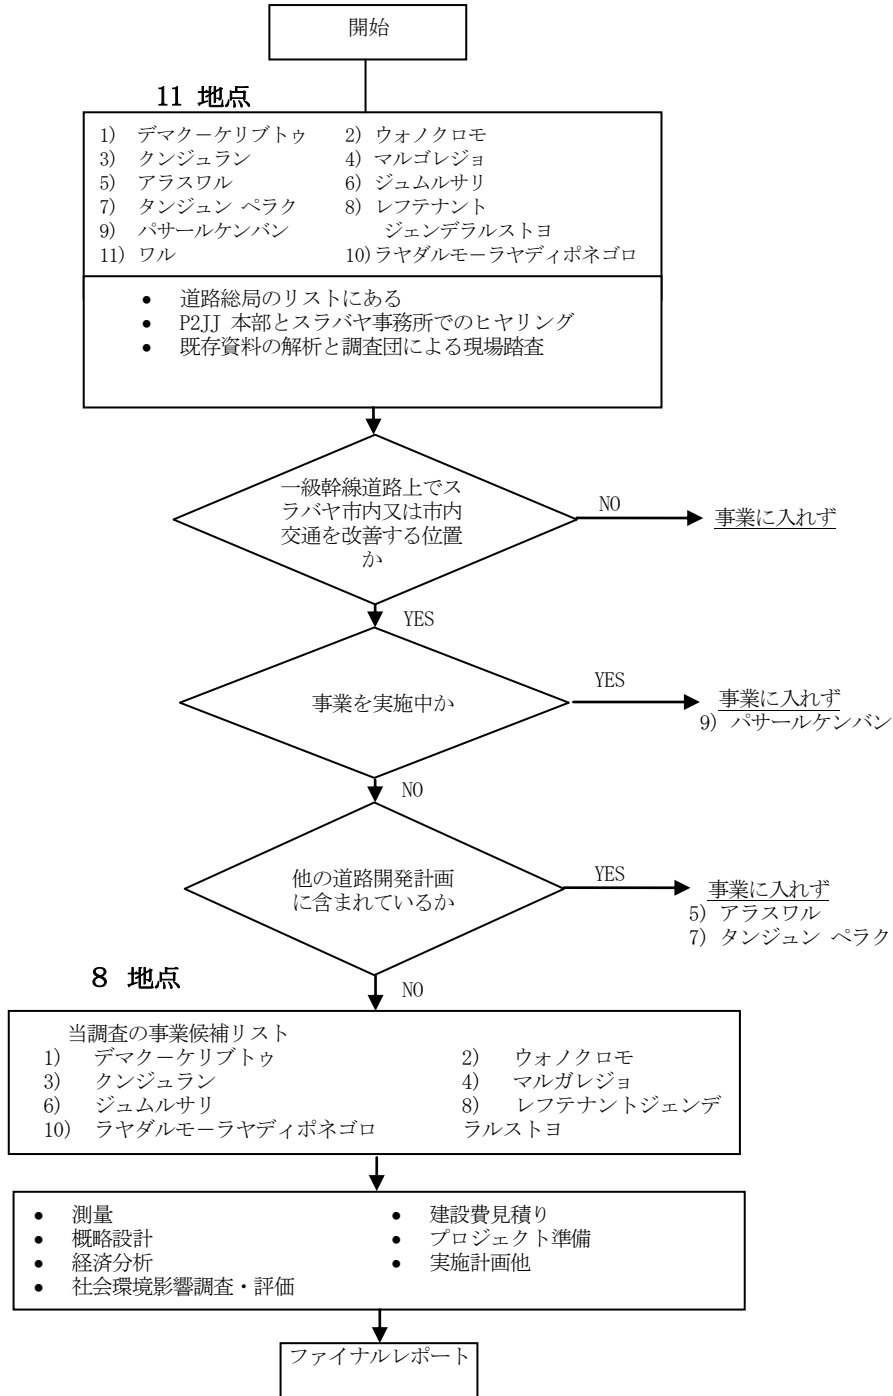 開始
11 地点
1) デマク－ケリブトゥ 2) ウォノクロモ
3) クンジュラン 4) マルゴレジョ
5) アラスワル 6) ジュムルサリ
7) タンジュン ペラク 8) レフテナント
9) パサールケンバン ジェンデラルストヨ
11) ワル 10)ラヤダルモ－ラヤディポネゴロ
• 道路総局のリストにある
• P2JJ 本部とスラバヤ事務所でのヒヤリング
• 既存資料の解析と調査団による現場踏査
一級幹線道路上でス
ラバヤ市内又は市内
交通を改善する位置
か
NO
事業に入れず
YES
事業を実施中か
YES
事業に入れず
9) パサールケンバン
NO
他の道路開発計画
に含まれているか
YES
事業に入れず
5) アラスワル
7) タンジュン ペラク
8 地点
NO
当調査の事業候補リスト
1) デマク－ケリブトゥ 2) ウォノクロモ
3) クンジュラン 4) マルガレジョ
6) ジュムルサリ 8) レフテナントジェンデ
10) ラヤダルモ－ラヤディポネゴロ ラルストヨ
• 測量 • 建設費見積り
• 概略設計 • プロジェクト準備
• 経済分析 • 実施計画他
• 社会環境影響調査・評価
ファイナルレポート